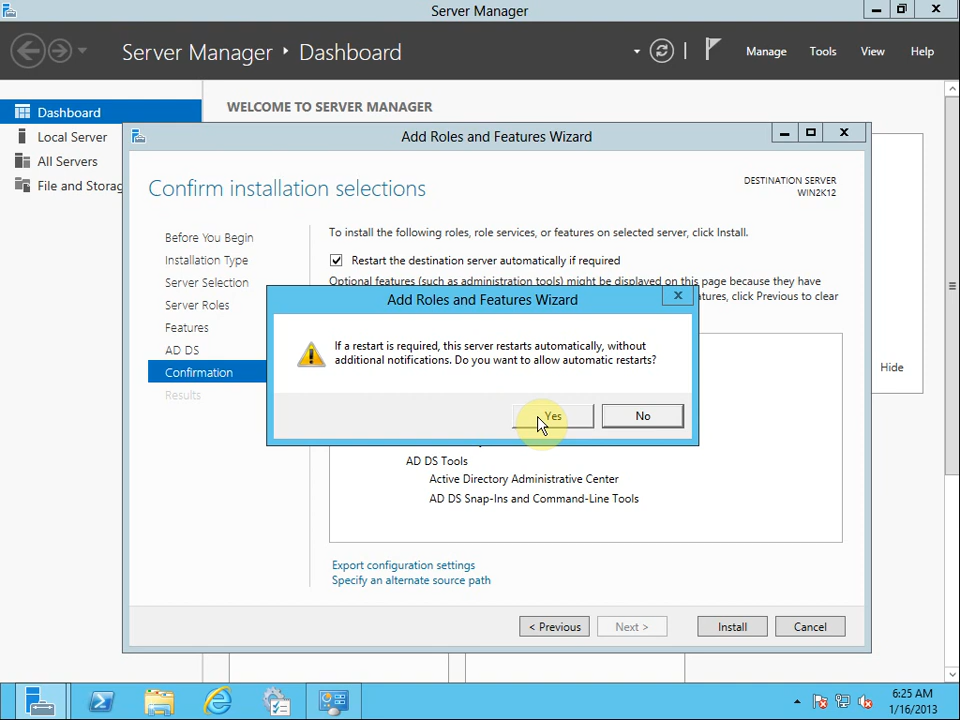 Server Manager
Server Manager ‣ Dashboard
Manage Tools View Help
Dashboard
Local Server
All Servers
File and Storag
WELCOME TO SERVER MANAGER
Add Roles and Features Wizard
Confirm installation selections
DESTINATION SERVER
WIN2K12
Before You Begin
Installation Type
Server Selection
Server Roles
Features
AD DS
Confirmation
Results
To install the following roles, role services, or features on selected server, click Install.
Restart the destination server automatically if required
Optional features (such as administration tools) might be displayed on this page because they have
atures, click Previous to clear
Add Roles and Features Wizard
If a restart is required, this server restarts automatically, without
additional notifications. Do you want to allow automatic restarts?
Yes No
AD DS Tools
Active Directory Administrative Center
AD DS Snap-Ins and Command-Line Tools
Export configuration settings
Specify an alternate source path
< Previous Next > Install Cancel
Hide
6:25 AM
1/16/2013